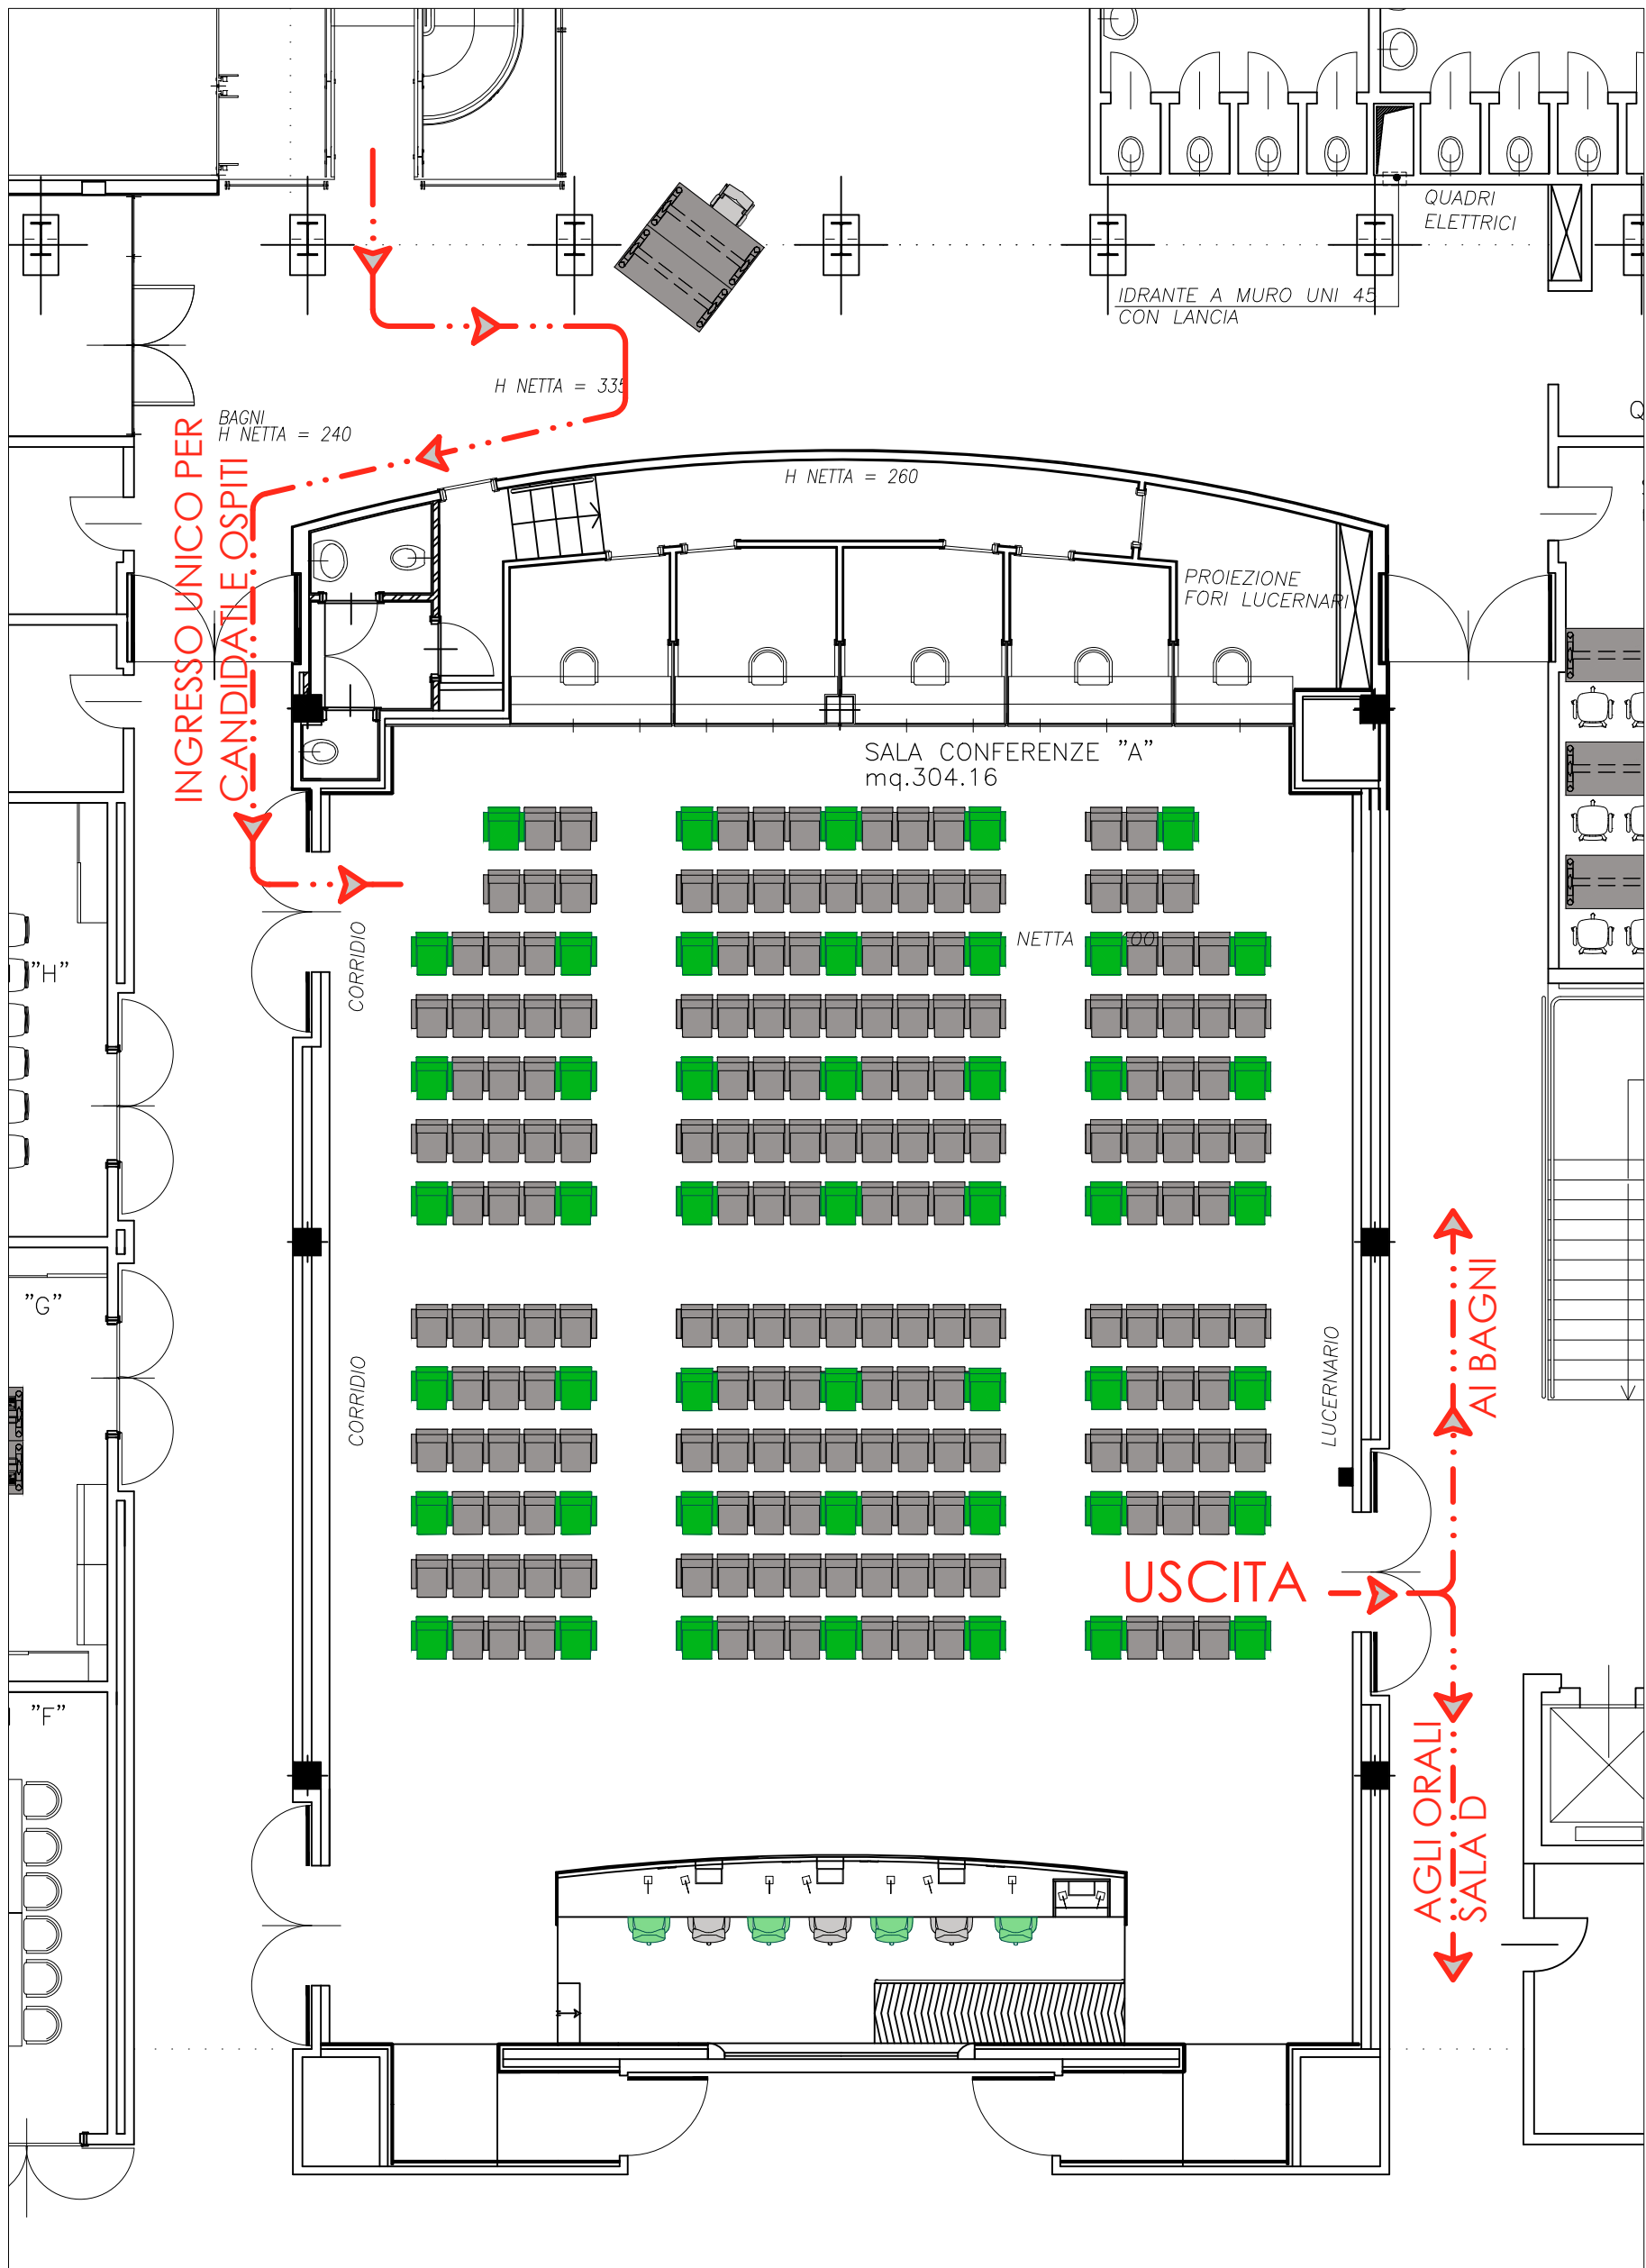 QUADRI
ELETTRICI
IDRANTE A MURO UNI 45
CON LANCIA
H NETTA = 335
BAGNI
H NETTA = 240
INGRESSO UNICO PER
CANDIDATI E OSPITI
H NETTA = 260
PROIEZIONE
FORI LUCERNARI
SALA CONFERENZE "A"
mq.304.16
NETTA
CORRIDIO
"H"
"G"
CORRIDIO
LUCERNARIO
AI BAGNI
USCITA
"F"
AGLI ORALI
SALA D